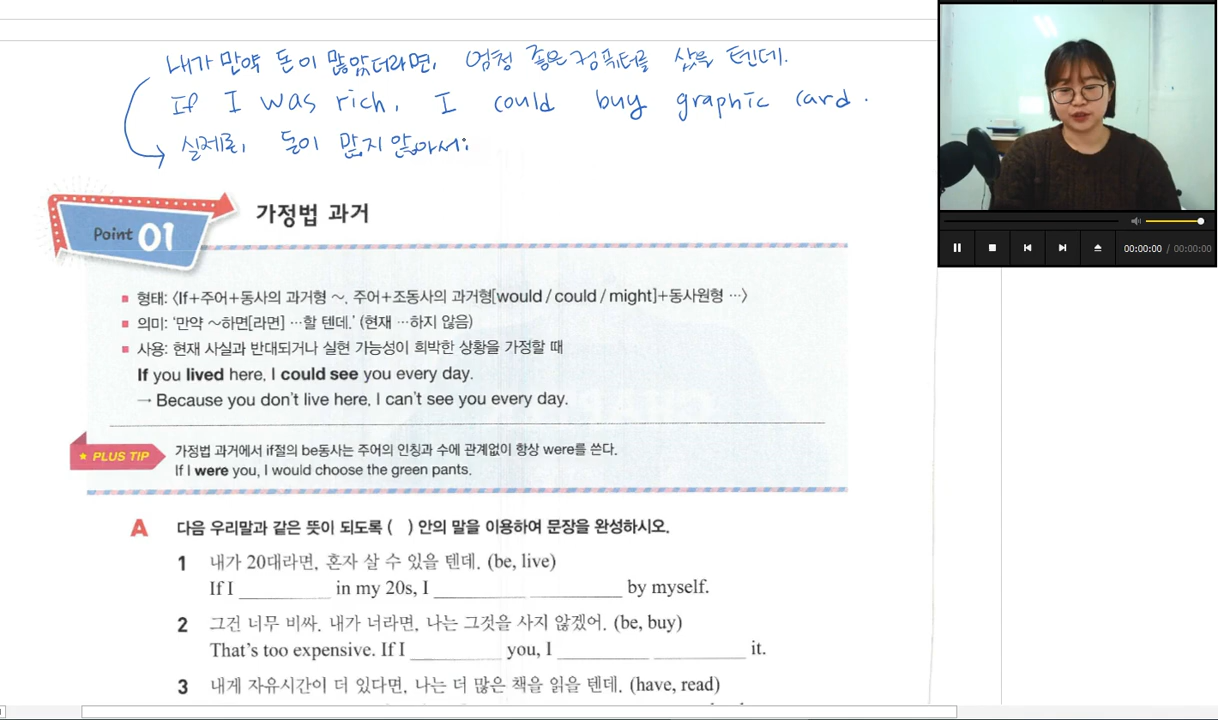 내가 만약 돈이 많았더라면, 엄청 좋은 컴퓨터를 샀을 텐데.
If I was rich, I could buy graphic card.
실제로, 돈이 많지 않아서
Point 01
가정법 과거
형태: 〈If+주어+동사의 과거형 ~, 주어+조동사의 과거형[would / could / might]+동사원형 …〉
의미: ‘만약 ~하면[라면] …할 텐데.’ (현재 …하지 않음)
사용: 현재 사실과 반대되거나 실현 가능성이 희박한 상황을 가정할 때
If you lived here, I could see you every day.
→ Because you don't live here, I can't see you every day.
★ PLUS TIP
가정법 과거에서 if절의 be동사는 주어의 인칭과 수에 관계없이 항상 were를 쓴다.
If I were you, I would choose the green pants.
A 다음 우리말과 같은 뜻이 되도록 ( ) 안의 말을 이용하여 문장을 완성하시오.
1 내가 20대라면, 혼자 살 수 있을 텐데. (be, live)
If I ________ in my 20s, I ________ ________ by myself.
2 그건 너무 비싸. 내가 너라면, 나는 그것을 사지 않겠어. (be, buy)
That's too expensive. If I ________ you, I ________ ________ it.
3 내게 자유시간이 더 있다면, 나는 더 많은 책을 읽을 텐데. (have, read)
00:00:00 / 00:00:00